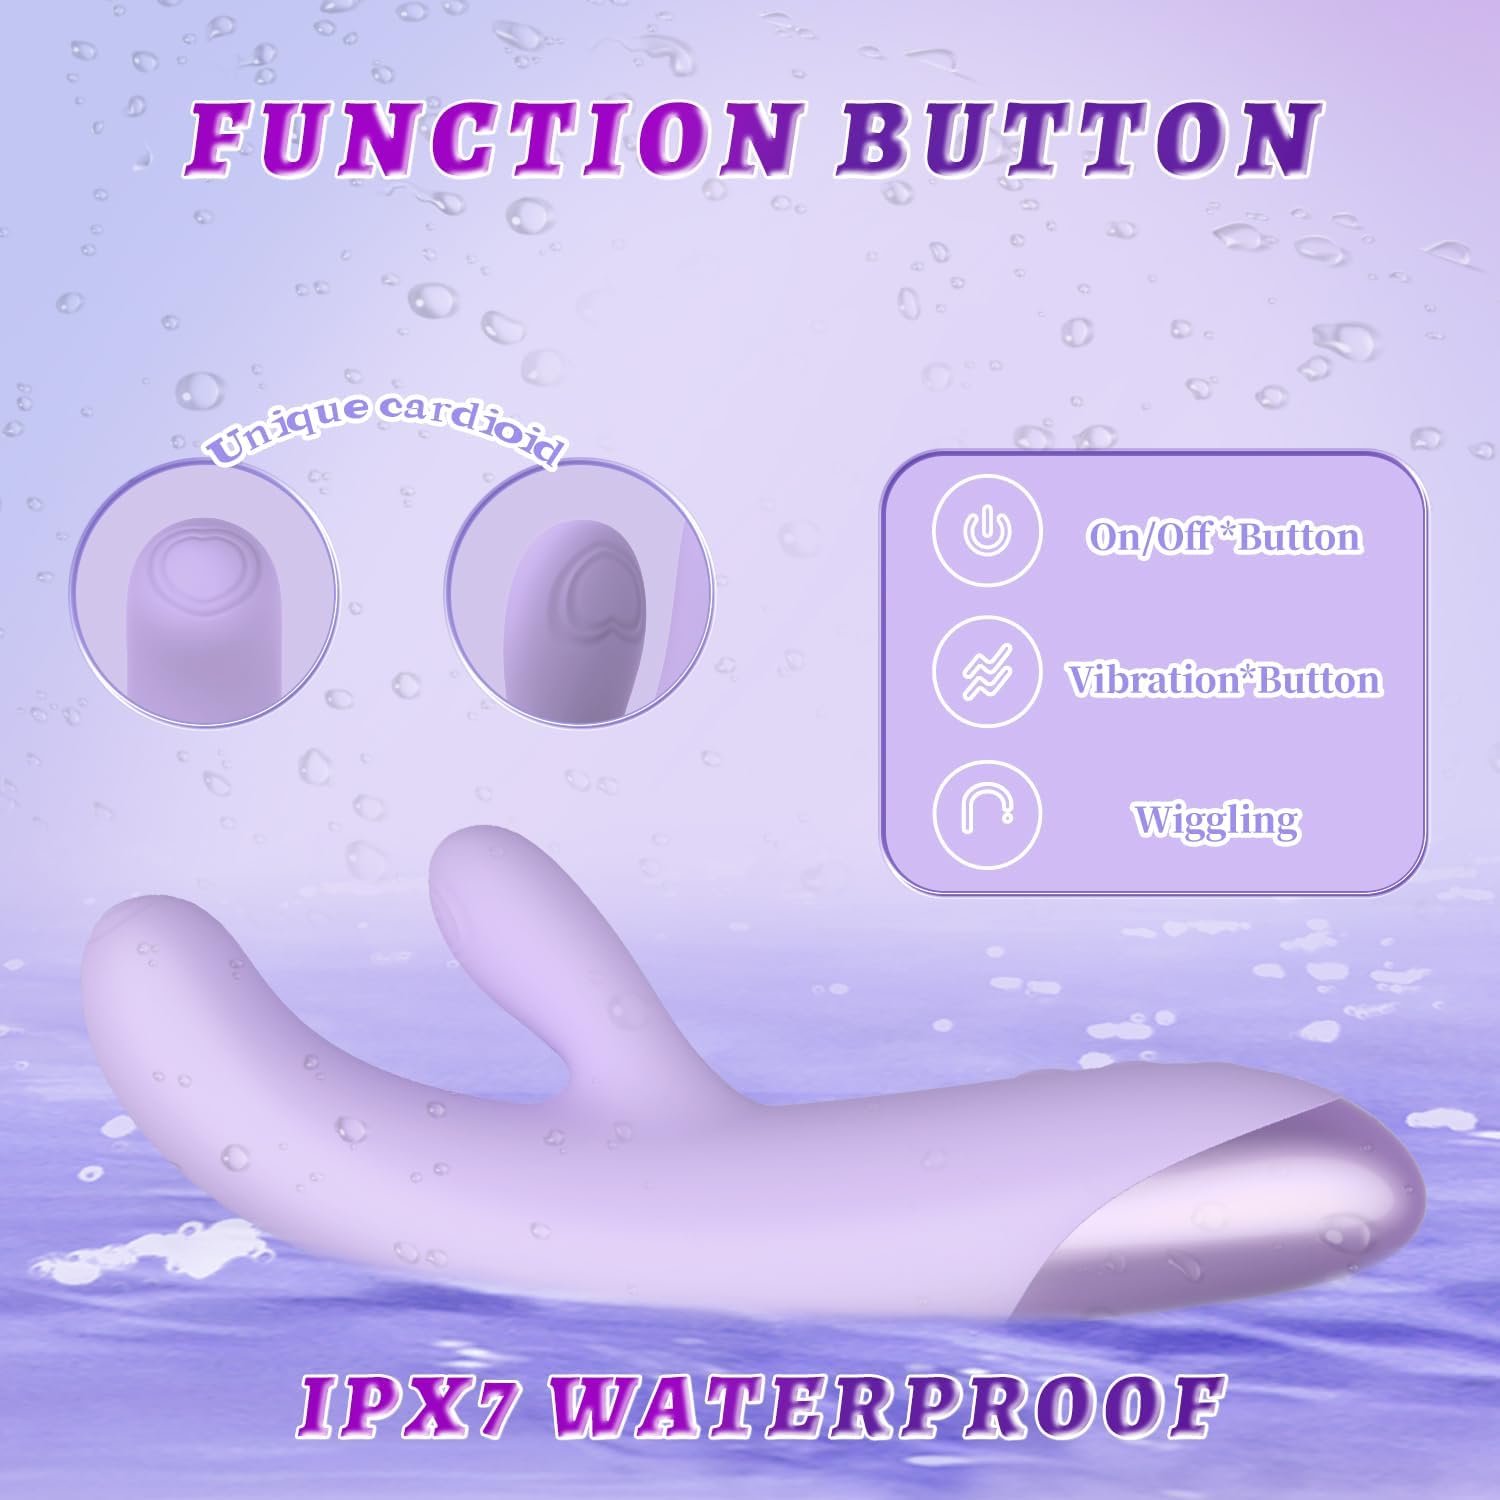 FUNCTION BUTTON
Unique cardioid
On/Off*Button
Vibration*Button
Wiggling
IPX7 WATERPROOF